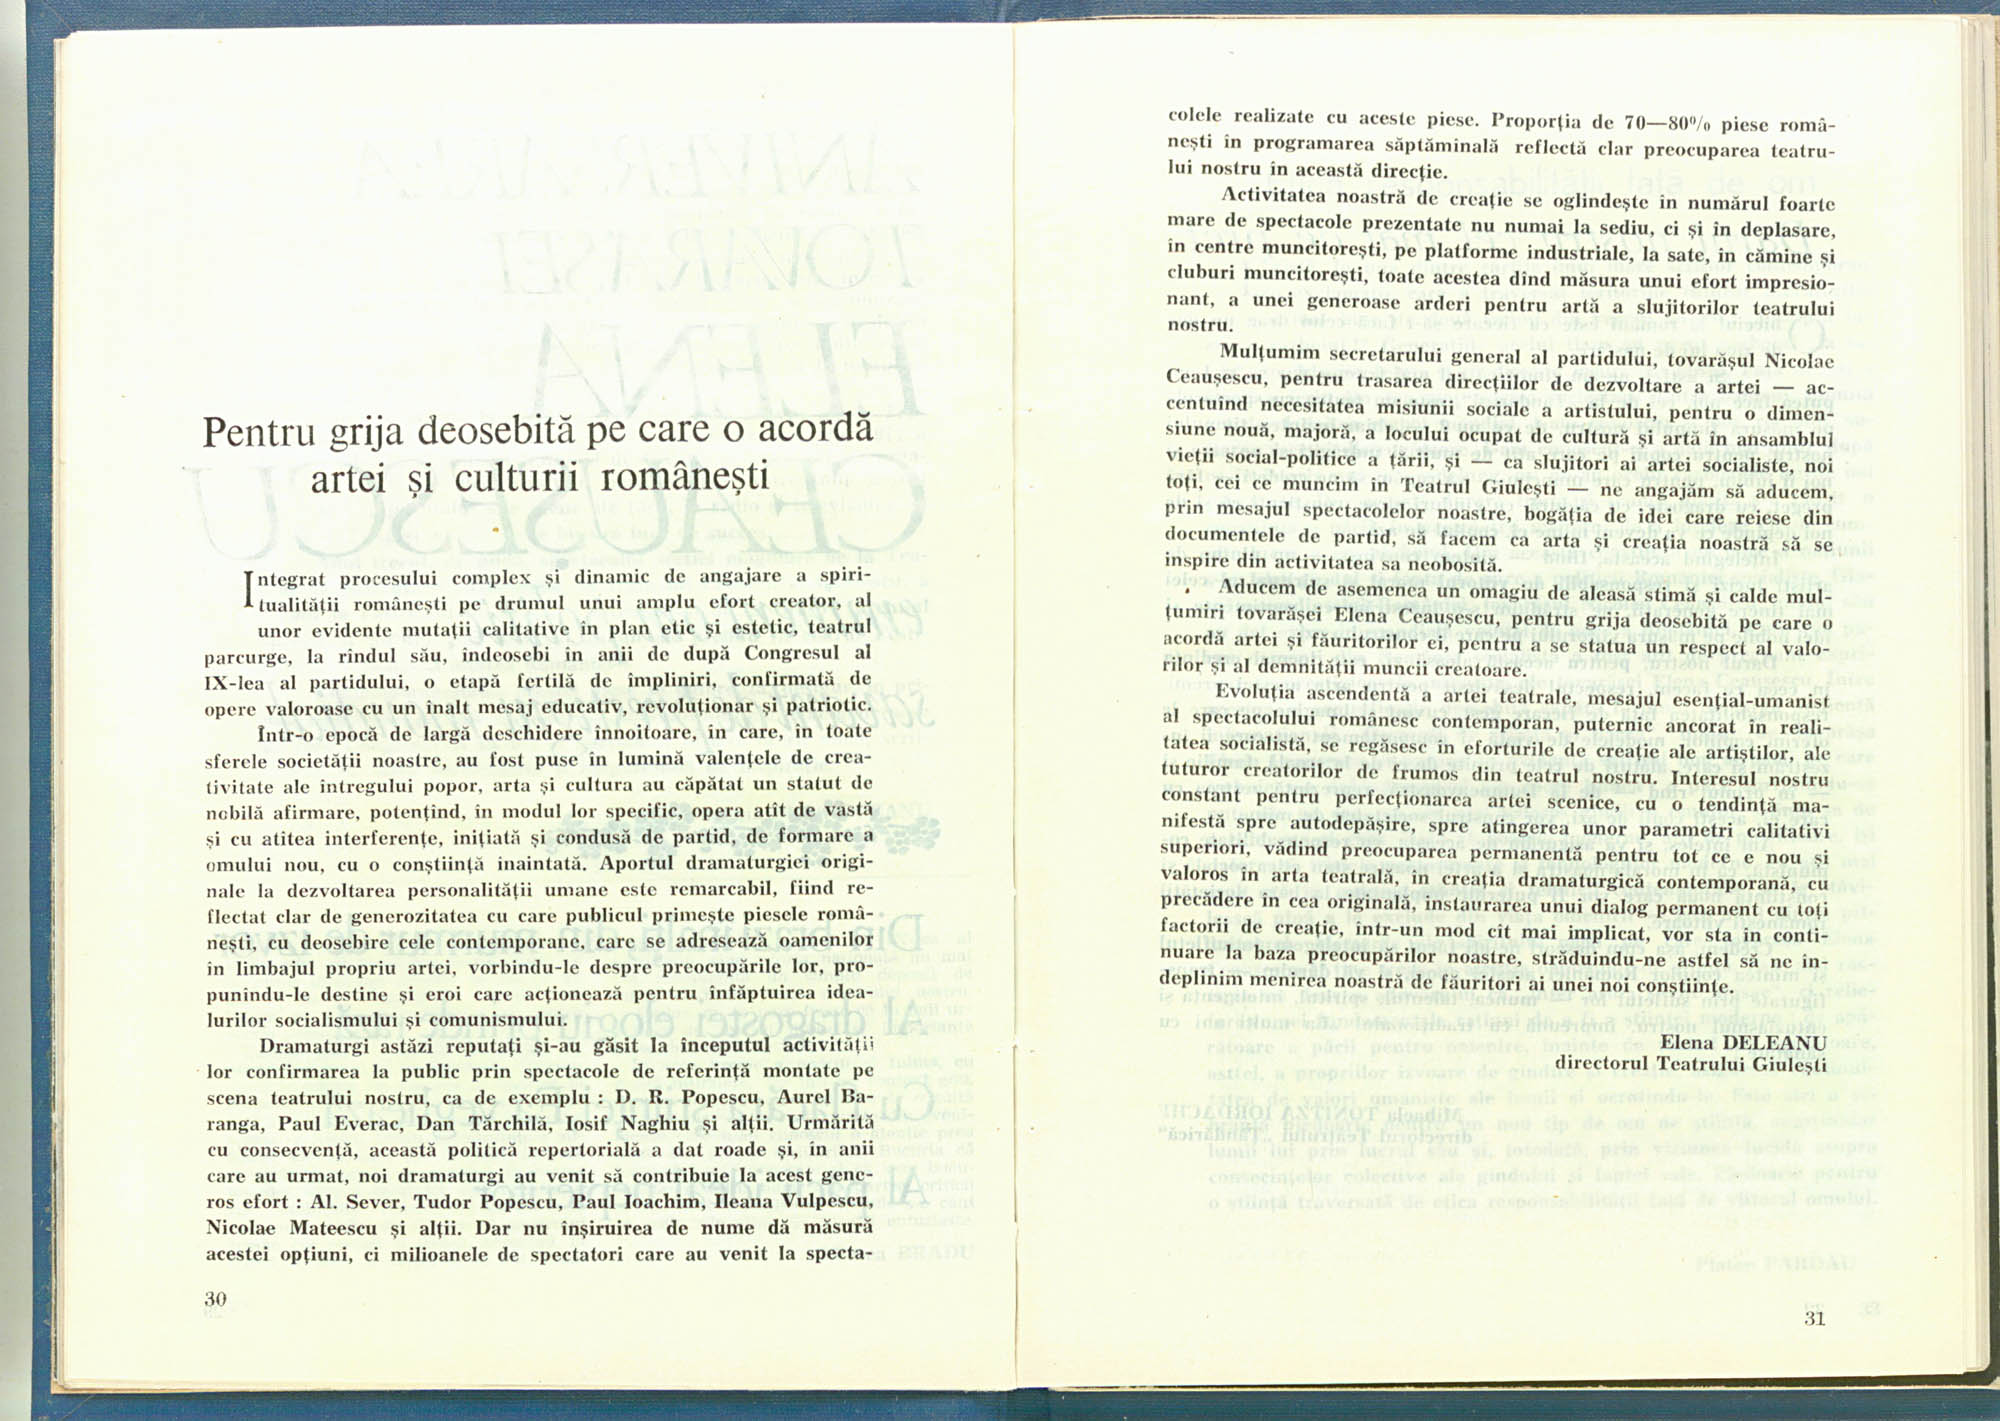 Pentru grija deosebită pe care o acordă
artei și culturii românești
Integrat procesului complex și dinamic de angajare a spiri-
tualității românești pe drumul unui amplu efort creator, al
unor evidente mutații calitative în plan etic și estetic, teatrul
parcurge, la rîndul său, îndeosebi în anii de după Congresul al
IX-lea al partidului, o etapă fertilă de împliniri, confirmată de
opere valoroase cu un înalt mesaj educativ, revoluționar și patriotic.
Într-o epocă de largă deschidere înnoitoare, în care, în toate
sferele societății noastre, au fost puse în lumină valențele de crea-
tivitate ale întregului popor, arta și cultura au căpătat un statut de
nobilă afirmare, potențînd, în modul lor specific, opera atît de vastă
și cu atîtea interferențe, inițiată și condusă de partid, de formare a
omului nou, cu o conștiință înaintată. Aportul dramaturgiei origi-
nale la dezvoltarea personalității umane este remarcabil, fiind re-
flectat clar de generozitatea cu care publicul primește piesele româ-
nești, cu deosebire cele contemporane, care se adresează oamenilor
în limbajul propriu artei, vorbindu-le despre preocupările lor, pro-
punîndu-le destine și eroi care acționează pentru înfăptuirea idea-
lurilor socialismului și comunismului.
Dramaturgi astăzi reputați și-au găsit la începutul activității
lor confirmarea la public prin spectacole de referință montate pe
scena teatrului nostru, ca de exemplu : D. R. Popescu, Aurel Ba-
ranga, Paul Everac, Dan Tărchilă, Iosif Naghiu și alții. Urmărită
cu consecvență, această politică repertorială a dat roade și, în anii
care au urmat, noi dramaturgi au venit să contribuie la acest gene-
ros efort : Al. Sever, Tudor Popescu, Paul Ioachim, Ileana Vulpescu,
Nicolae Mateescu și alții. Dar nu înșiruirea de nume dă măsură
acestei opțiuni, ci milioanele de spectatori care au venit la specta-
30
colele realizate cu aceste piese. Proporția de 70—80% piese româ-
nești în programarea săptăminală reflectă clar preocuparea teatru-
lui nostru în această direcție.
Activitatea noastră de creație se oglindește în numărul foarte
mare de spectacole prezentate nu numai la sediu, ci și în deplasare,
în centre muncitorești, pe platforme industriale, la sate, în cămine și
cluburi muncitorești, toate acestea dînd măsura unui efort impresio-
nant, a unei generoase arderi pentru artă a slujitorilor teatrului
nostru.
Mulțumim secretarului general al partidului, tovarășul Nicolae
Ceaușescu, pentru trasarea direcțiilor de dezvoltare a artei — ac-
centuînd necesitatea misiunii sociale a artistului, pentru o dimen-
siune nouă, majoră, a locului ocupat de cultură și artă în ansamblul
vieții social-politice a țării, și — ca slujitori ai artei socialiste, noi
toți, cei ce muncim în Teatrul Giulești — ne angajăm să aducem,
prin mesajul spectacolelor noastre, bogăția de idei care reiese din
documentele de partid, să facem ca arta și creația noastră să se
inspire din activitatea sa neobosită.
Aducem de asemenea un omagiu de aleasă stimă și calde mul-
țumiri tovarășei Elena Ceaușescu, pentru grija deosebită pe care o
acordă artei și făuritorilor ei, pentru a se statua un respect al valo-
rilor și al demnității muncii creatoare.
Evoluția ascendentă a artei teatrale, mesajul esențial-umanist
al spectacolului românesc contemporan, puternic ancorat în reali-
tatea socialistă, se regăsesc în eforturile de creație ale artiștilor, ale
tuturor creatorilor de frumos din teatrul nostru. Interesul nostru
constant pentru perfecționarea artei scenice, cu o tendință ma-
nifestă spre autodepășire, spre atingerea unor parametri calitativi
superiori, vădind preocuparea permanentă pentru tot ce e nou și
valoros în arta teatrală, în creația dramaturgică contemporană, cu
precădere în cea originală, instaurarea unui dialog permanent cu toți
factorii de creație, într-un mod cît mai implicat, vor sta în conti-
nuare la baza preocupărilor noastre, străduindu-ne astfel să ne în-
deplinim menirea noastră de făuritori ai unei noi conștiințe.
Elena DELEANU
directorul Teatrului Giulești
31